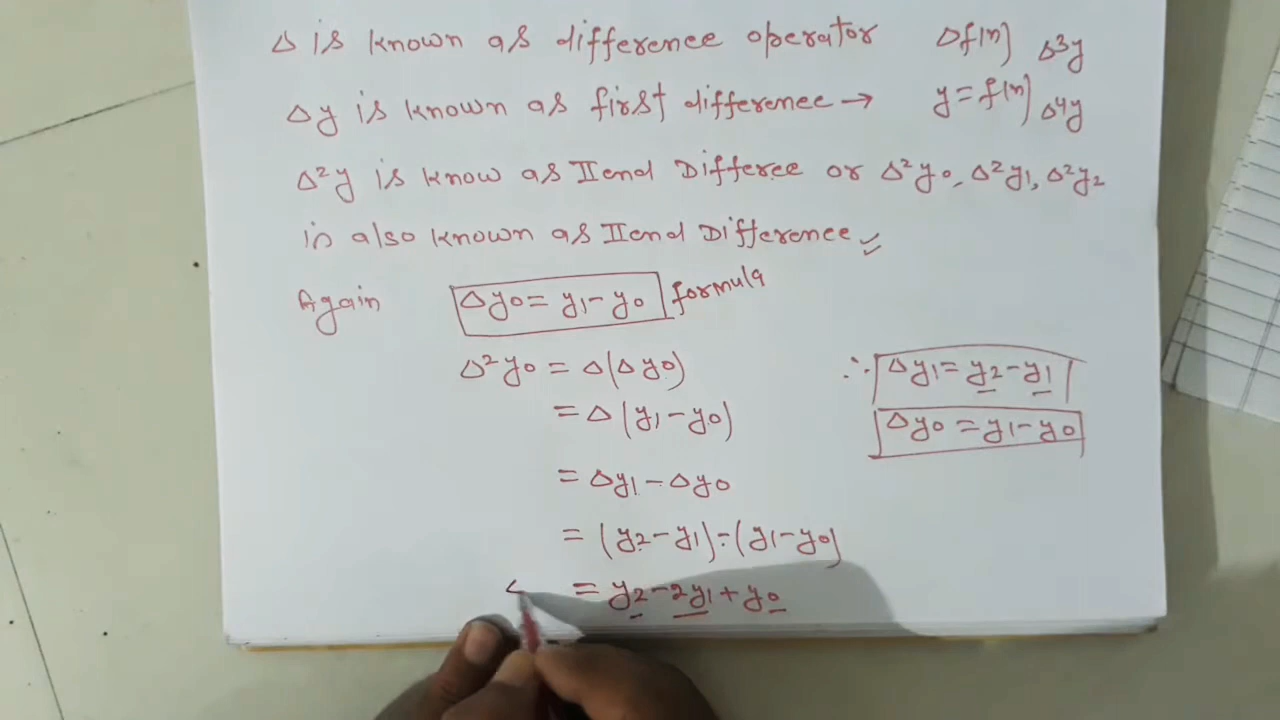 Δ is known as difference operator Δf(n) Δ³y
Δy is known as first difference → y = f(n) Δ⁴y
Δ²y is know as IIend Differee or Δ²y0, Δ²y1, Δ²y2
is also known as IIend Difference
Again Δy0 = y1 - y0 formula
Δ²y0 = Δ(Δy0)
= Δ(y1 - y0)
= Δy1 - Δy0
= (y2 - y1) - (y1 - y0)
= y2 - 2y1 + y0
∴ Δy1 = y2 - y1
Δy0 = y1 - y0